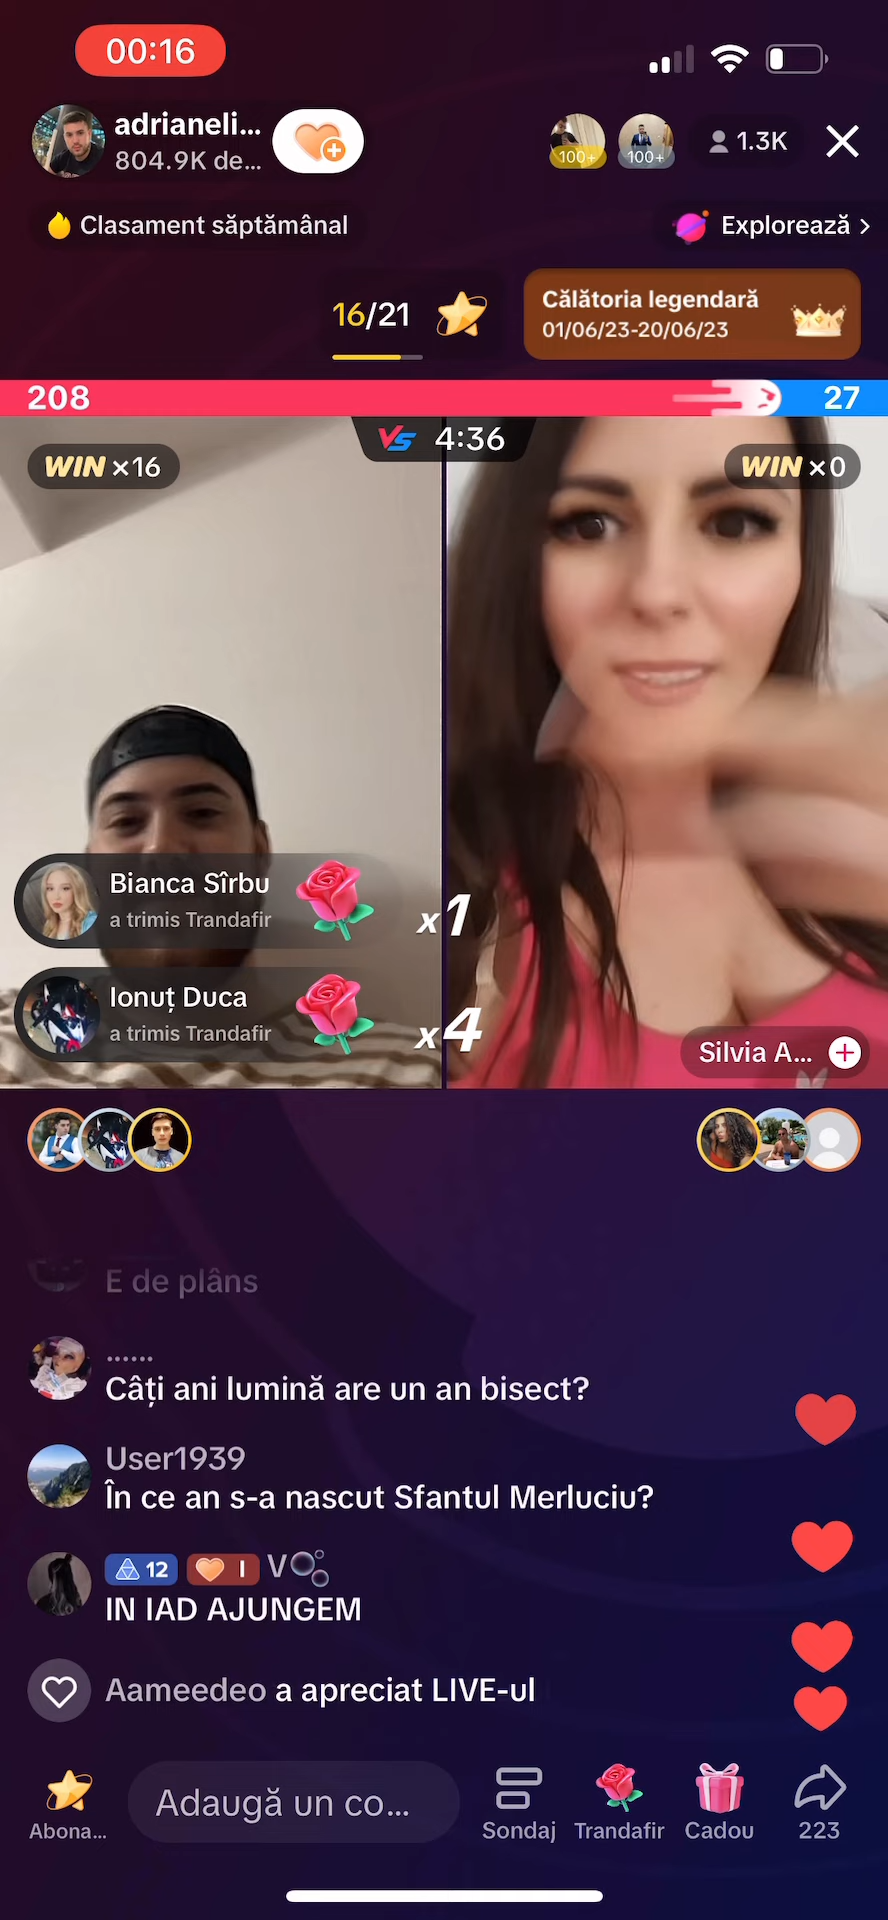 00:16
adrianeli...
804.9K de...
100+
100+
1.3K
Clasament săptămânal
Explorează >
16/21
Călătoria legendară
01/06/23-20/06/23
208
27
VS 4:36
WIN ×16
WIN ×0
Bianca Sîrbu
a trimis Trandafir
x1
Ionuț Duca
a trimis Trandafir
x4
Silvia A...
E de plâns
......
Câți ani lumină are un an bisect?
User1939
În ce an s-a nascut Sfantul Merluciu?
12 I V
IN IAD AJUNGEM
Aameedeo a apreciat LIVE-ul
Abona...
Adaugă un co...
Sondaj
Trandafir
Cadou
223